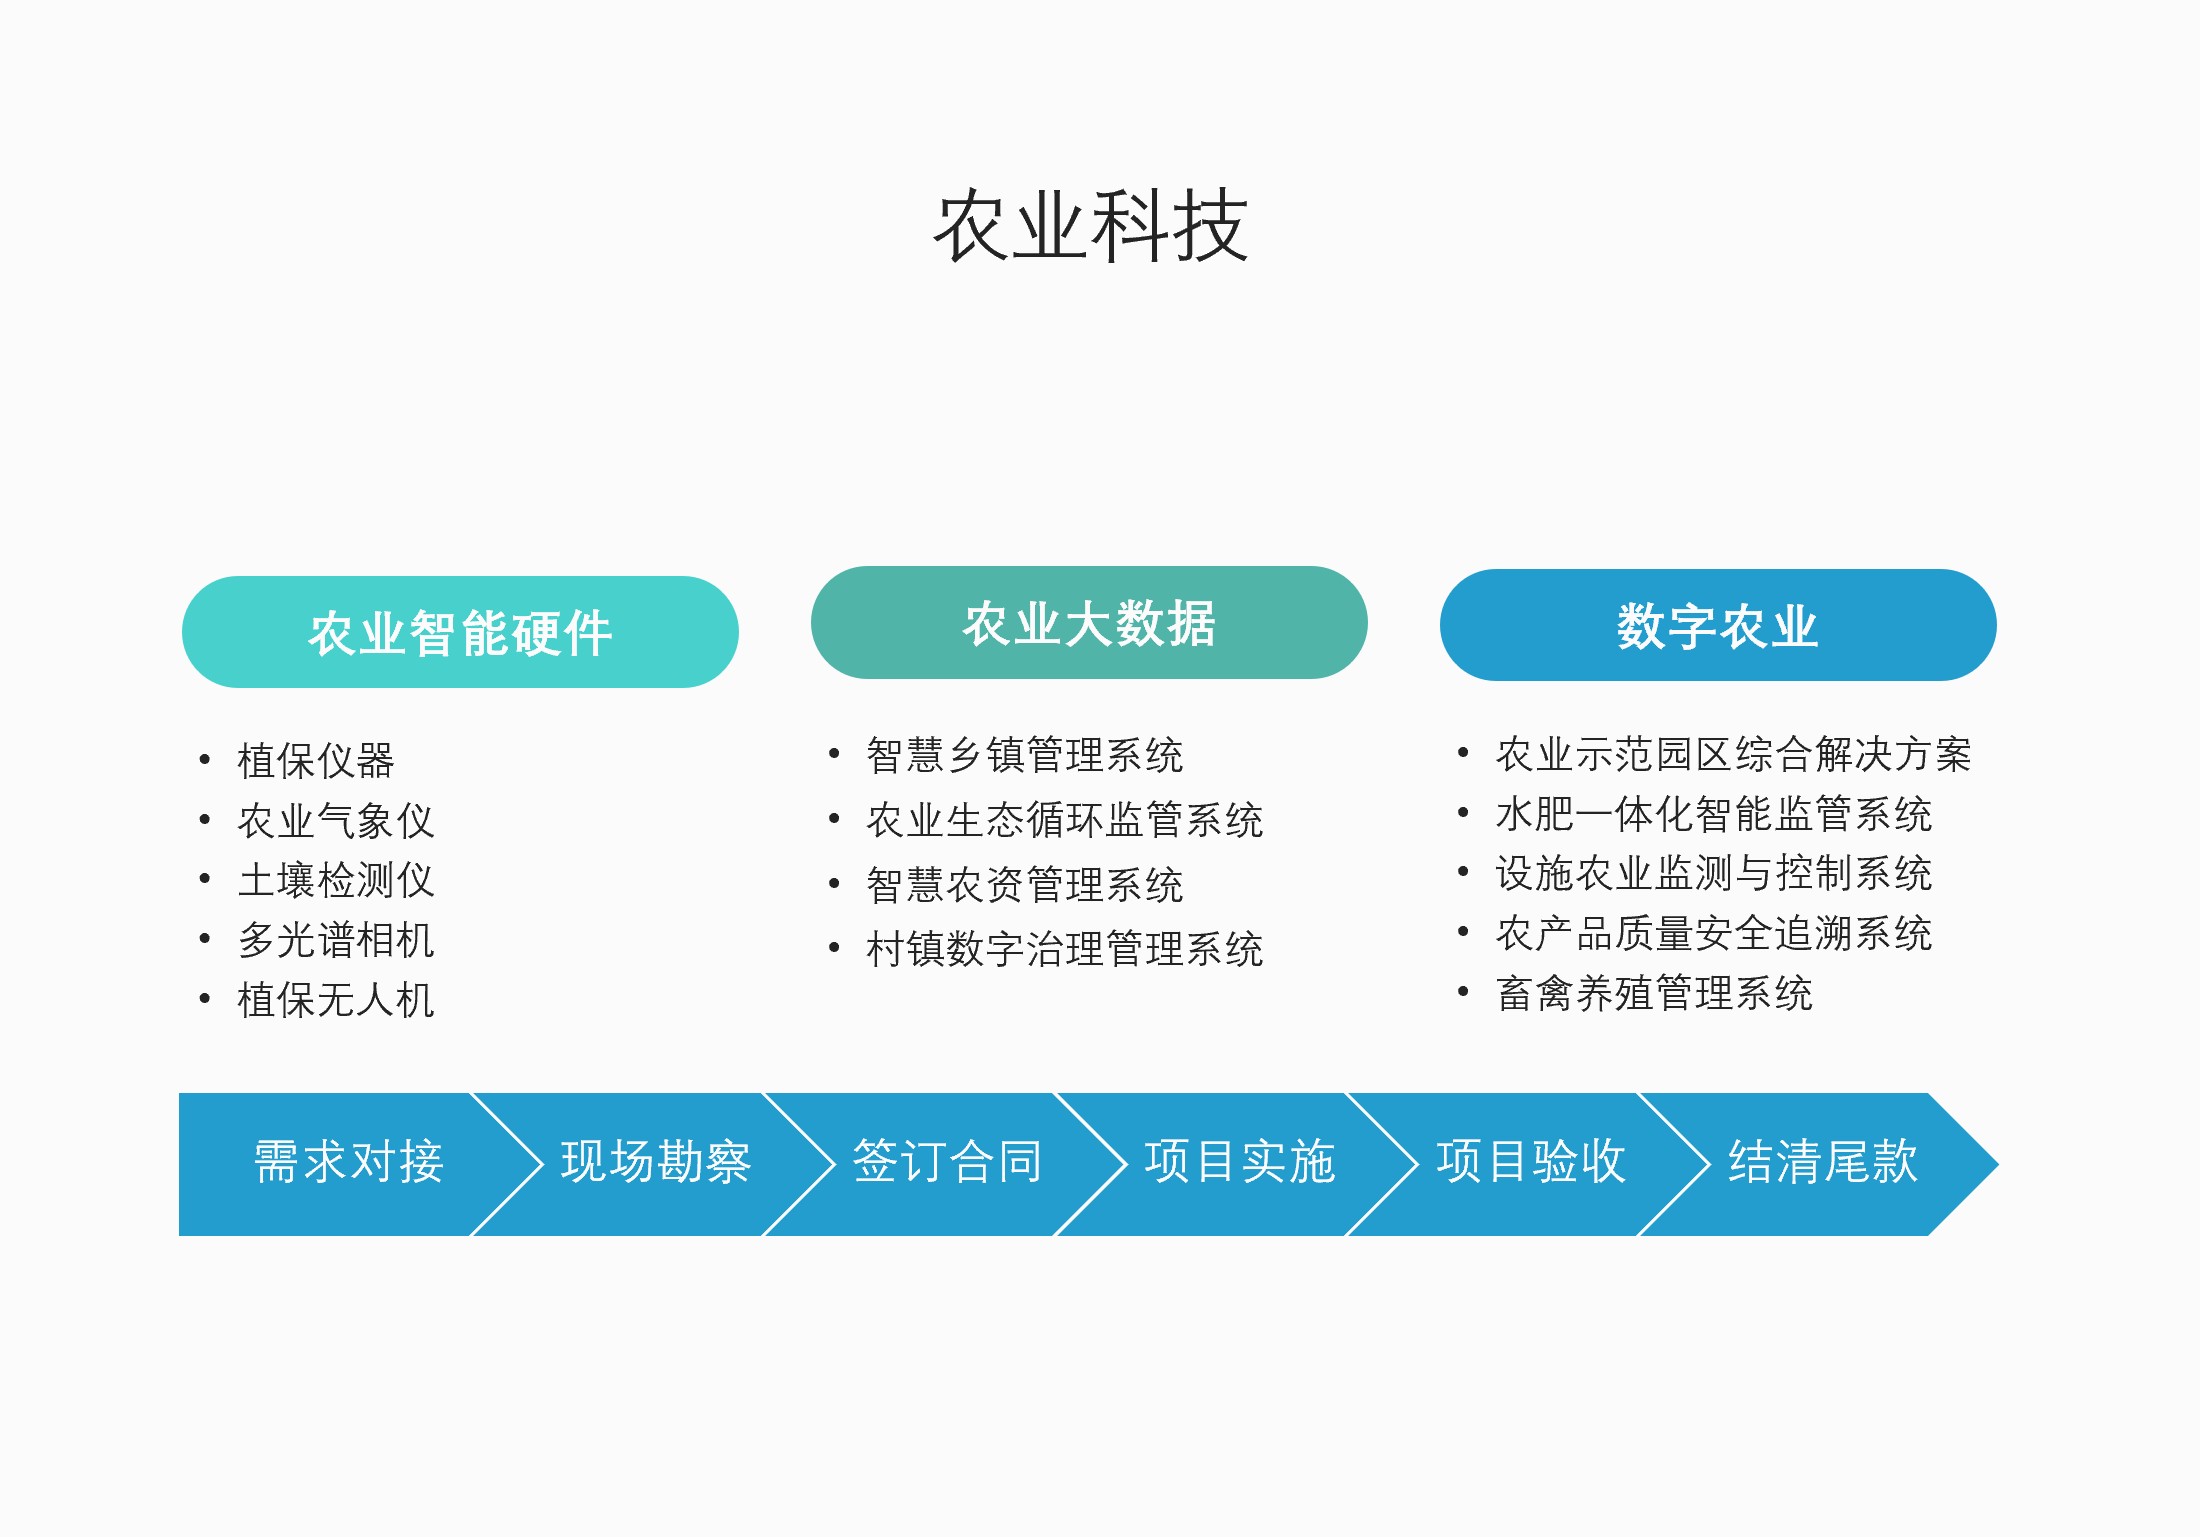 农业科技
农业智能硬件
• 植保仪器
• 农业气象仪
• 土壤检测仪
• 多光谱相机
• 植保无人机
农业大数据
• 智慧乡镇管理系统
• 农业生态循环监管系统
• 智慧农资管理系统
• 村镇数字治理管理系统
数字农业
• 农业示范园区综合解决方案
• 水肥一体化智能监管系统
• 设施农业监测与控制系统
• 农产品质量安全追溯系统
• 畜禽养殖管理系统
需求对接
现场勘察
签订合同
项目实施
项目验收
结清尾款